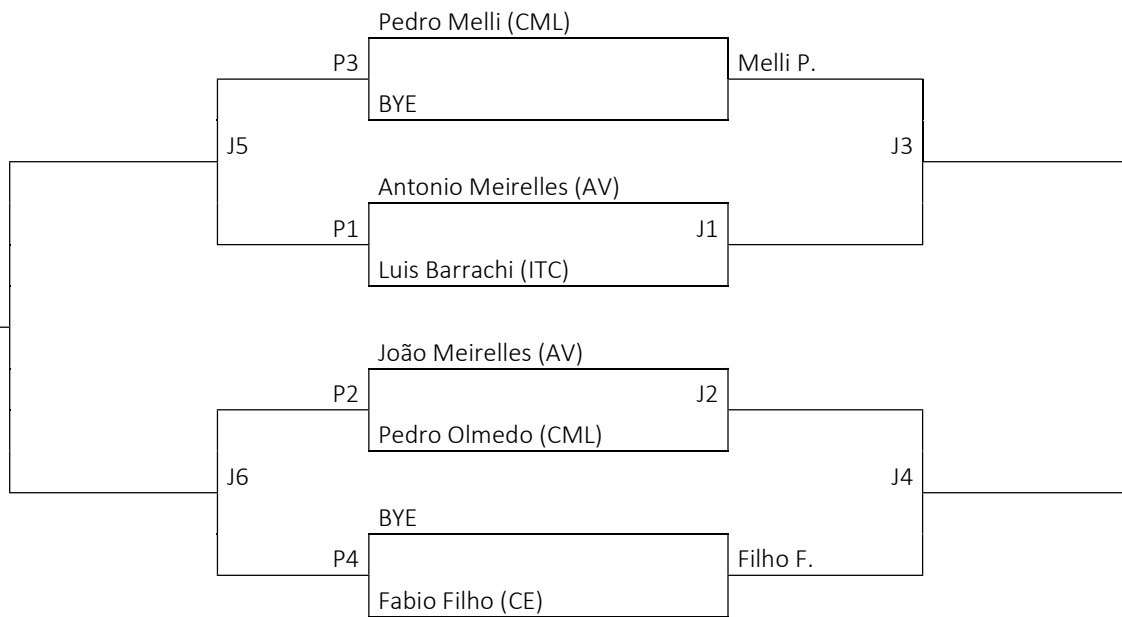 Pedro Melli (CML)
P3
Melli P.
BYE
J5
J3
Antonio Meirelles (AV)
P1
J1
Luis Barrachi (ITC)
João Meirelles (AV)
P2
J2
Pedro Olmedo (CML)
J6
J4
BYE
P4
Filho F.
Fabio Filho (CE)